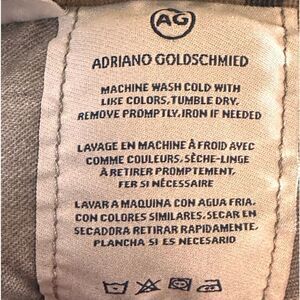 AG
ADRIANO GOLDSCHMIED
MACHINE WASH COLD WITH
LIKE COLORS, TUMBLE DRY.
REMOVE PROMPTLY, IRON IF NEEDED
LAVAGE EN MACHINE À FROID AVEC
COMME COULEURS, SÈCHE-LINGE
À RETIRER PROMPTEMENT,
FER SI NÉCESSAIRE
LAVAR A MAQUINA CON AGUA FRIA.
CON COLORES SIMILARES, SECAR EN
SECADORA RETIRAR RAPIDAMENTE,
PLANCHA SI ES NECESARIO